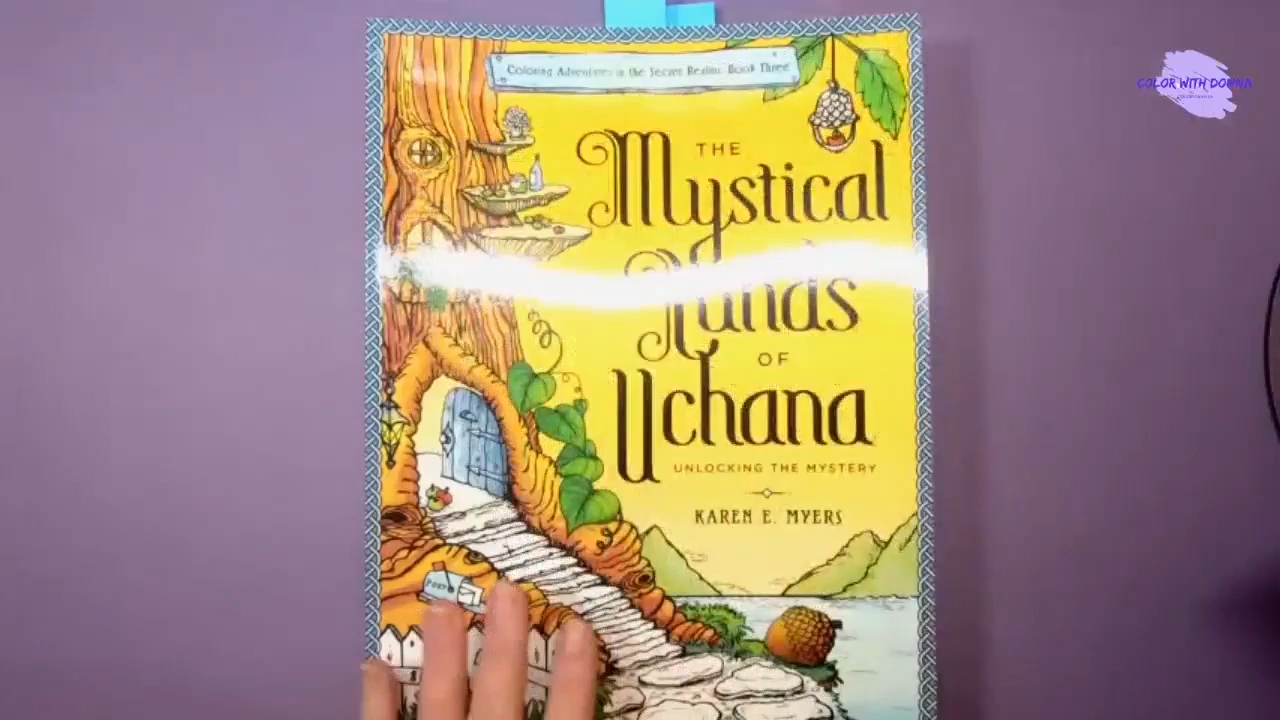 Coloring Adventures in the Secret Realm: Book Three
COLOR WITH DONNA
THE
Mystical
Lands
OF
Uchana
UNLOCKING THE MYSTERY
KAREN E. MYERS
POST